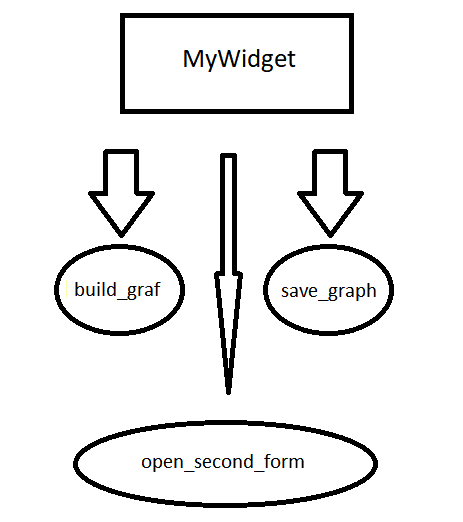 MyWidget
build_graf
save_graph
open_second_form